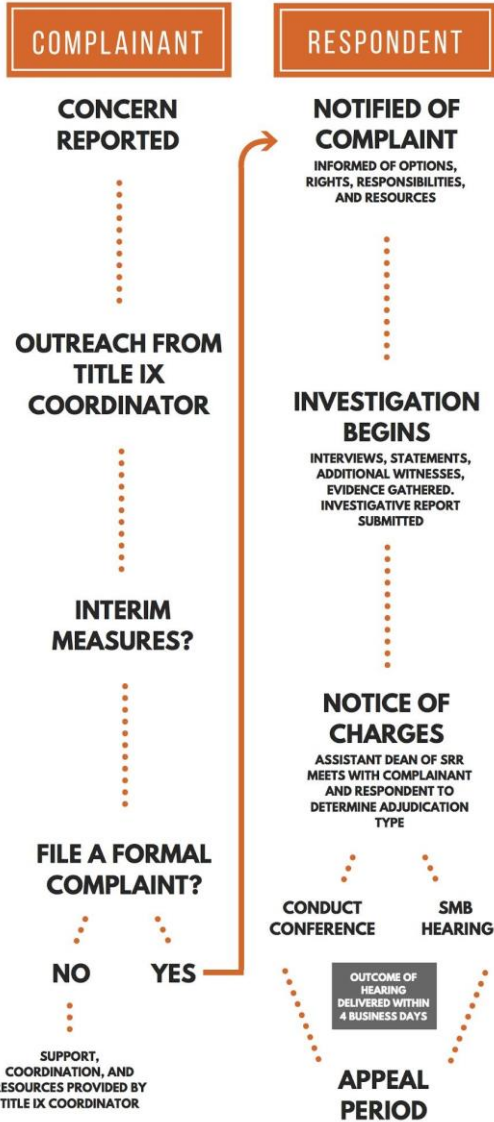 COMPLAINANT
CONCERN
REPORTED
OUTREACH FROM
TITLE IX
COORDINATOR
INTERIM
MEASURES?
FILE A FORMAL
COMPLAINT?
NO
YES
SUPPORT,
COORDINATION, AND
RESOURCES PROVIDED BY
TITLE IX COORDINATOR
RESPONDENT
NOTIFIED OF
COMPLAINT
INFORMED OF OPTIONS,
RIGHTS, RESPONSIBILITIES,
AND RESOURCES
INVESTIGATION
BEGINS
INTERVIEWS, STATEMENTS,
ADDITIONAL WITNESSES,
EVIDENCE GATHERED.
INVESTIGATIVE REPORT
SUBMITTED
NOTICE OF
CHARGES
ASSISTANT DEAN OF SRR
MEETS WITH COMPLAINANT
AND RESPONDENT TO
DETERMINE ADJUDICATION
TYPE
CONDUCT
CONFERENCE
SMB
HEARING
OUTCOME OF
HEARING
DELIVERED WITHIN
4 BUSINESS DAYS
APPEAL
PERIOD